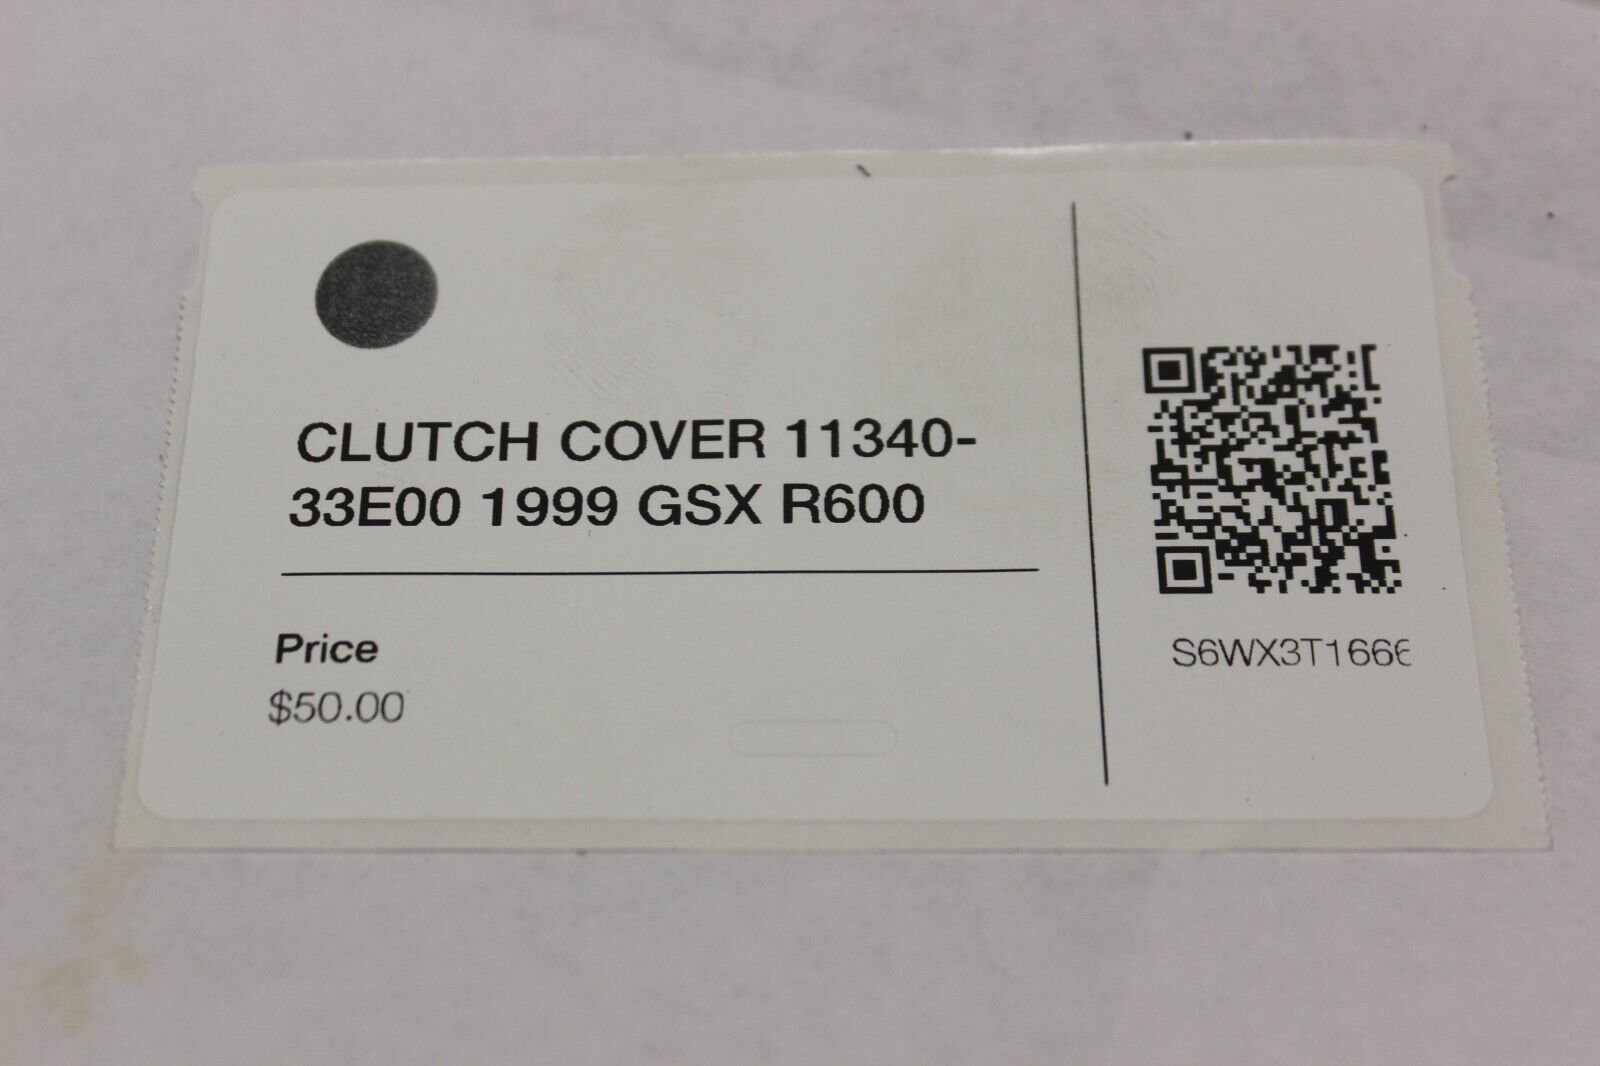 CLUTCH COVER 11340-
33E00 1999 GSX R600
Price
$50.00
S6WX3T1666